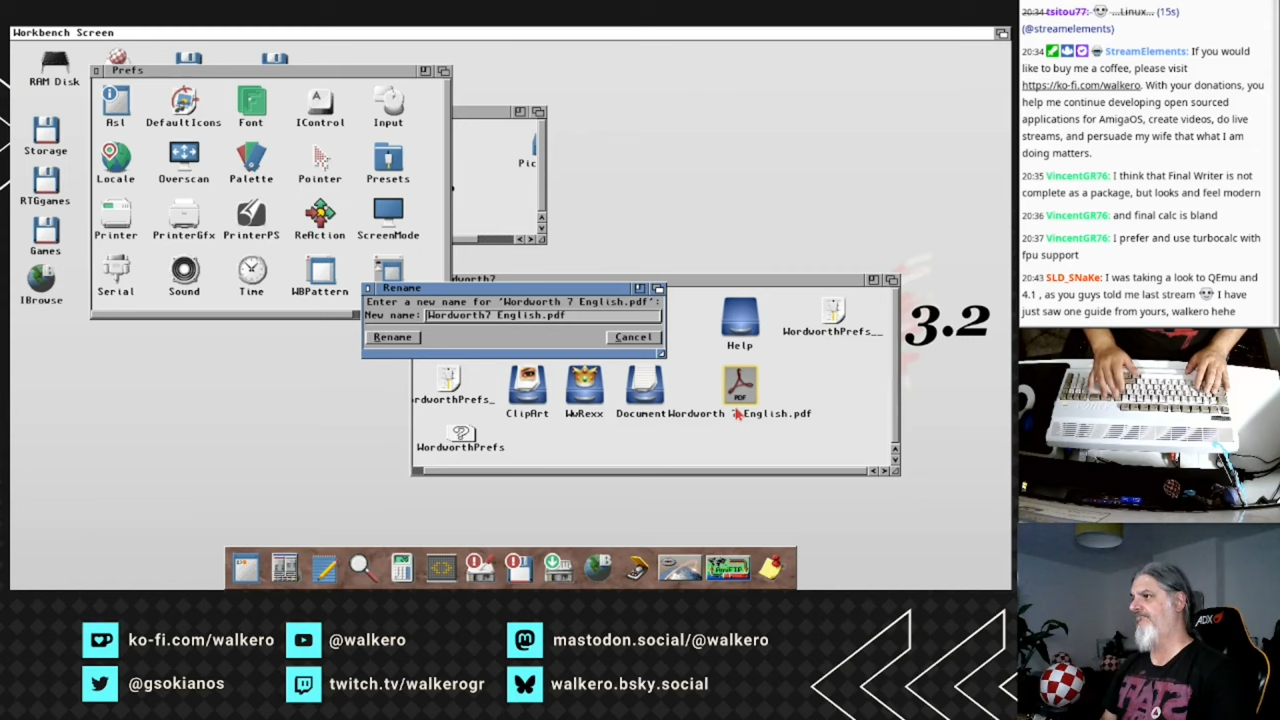 Workbench Screen
RAM Disk
Storage
RTGgames
Games
IBrowse
Prefs
Asl
DefaultIcons
Font
IControl
Input
Locale
Overscan
Palette
Pointer
Presets
Printer
PrinterGfx
PrinterPS
ReAction
ScreenMode
Serial
Sound
Time
WBPattern
Pic
Rename
Enter a new name for 'Wordworth 7 English.pdf':
New name: Wordworth7 English.pdf
Rename
Cancel
Help
WordworthPrefs__
3.2
ordworthPrefs_
ClipArt
WwRexx
Document
Wordworth 7 English.pdf
PDF
WordworthPrefs
AmiFTP
ko-fi.com/walkero
@walkero
mastodon.social/@walkero
@gsokianos
twitch.tv/walkerogr
walkero.bsky.social
20:34 tsitou77: ...Linux... (15s)
(@streamelements)
20:34 StreamElements: If you would
like to buy me a coffee, please visit
https://ko-fi.com/walkero. With your donations, you
help me continue developing open sourced
applications for AmigaOS, create videos, do live
streams, and persuade my wife that what I am
doing matters.
20:35 VincentGR76: I think that Final Writer is not
complete as a package, but looks and feel modern
20:36 VincentGR76: and final calc is bland
20:37 VincentGR76: I prefer and use turbocalc with
fpu support
20:43 SLD_SNaKe: I was taking a look to QEmu and
4.1 , as you guys told me last stream I have
just saw one guide from yours, walkero hehe
ADX